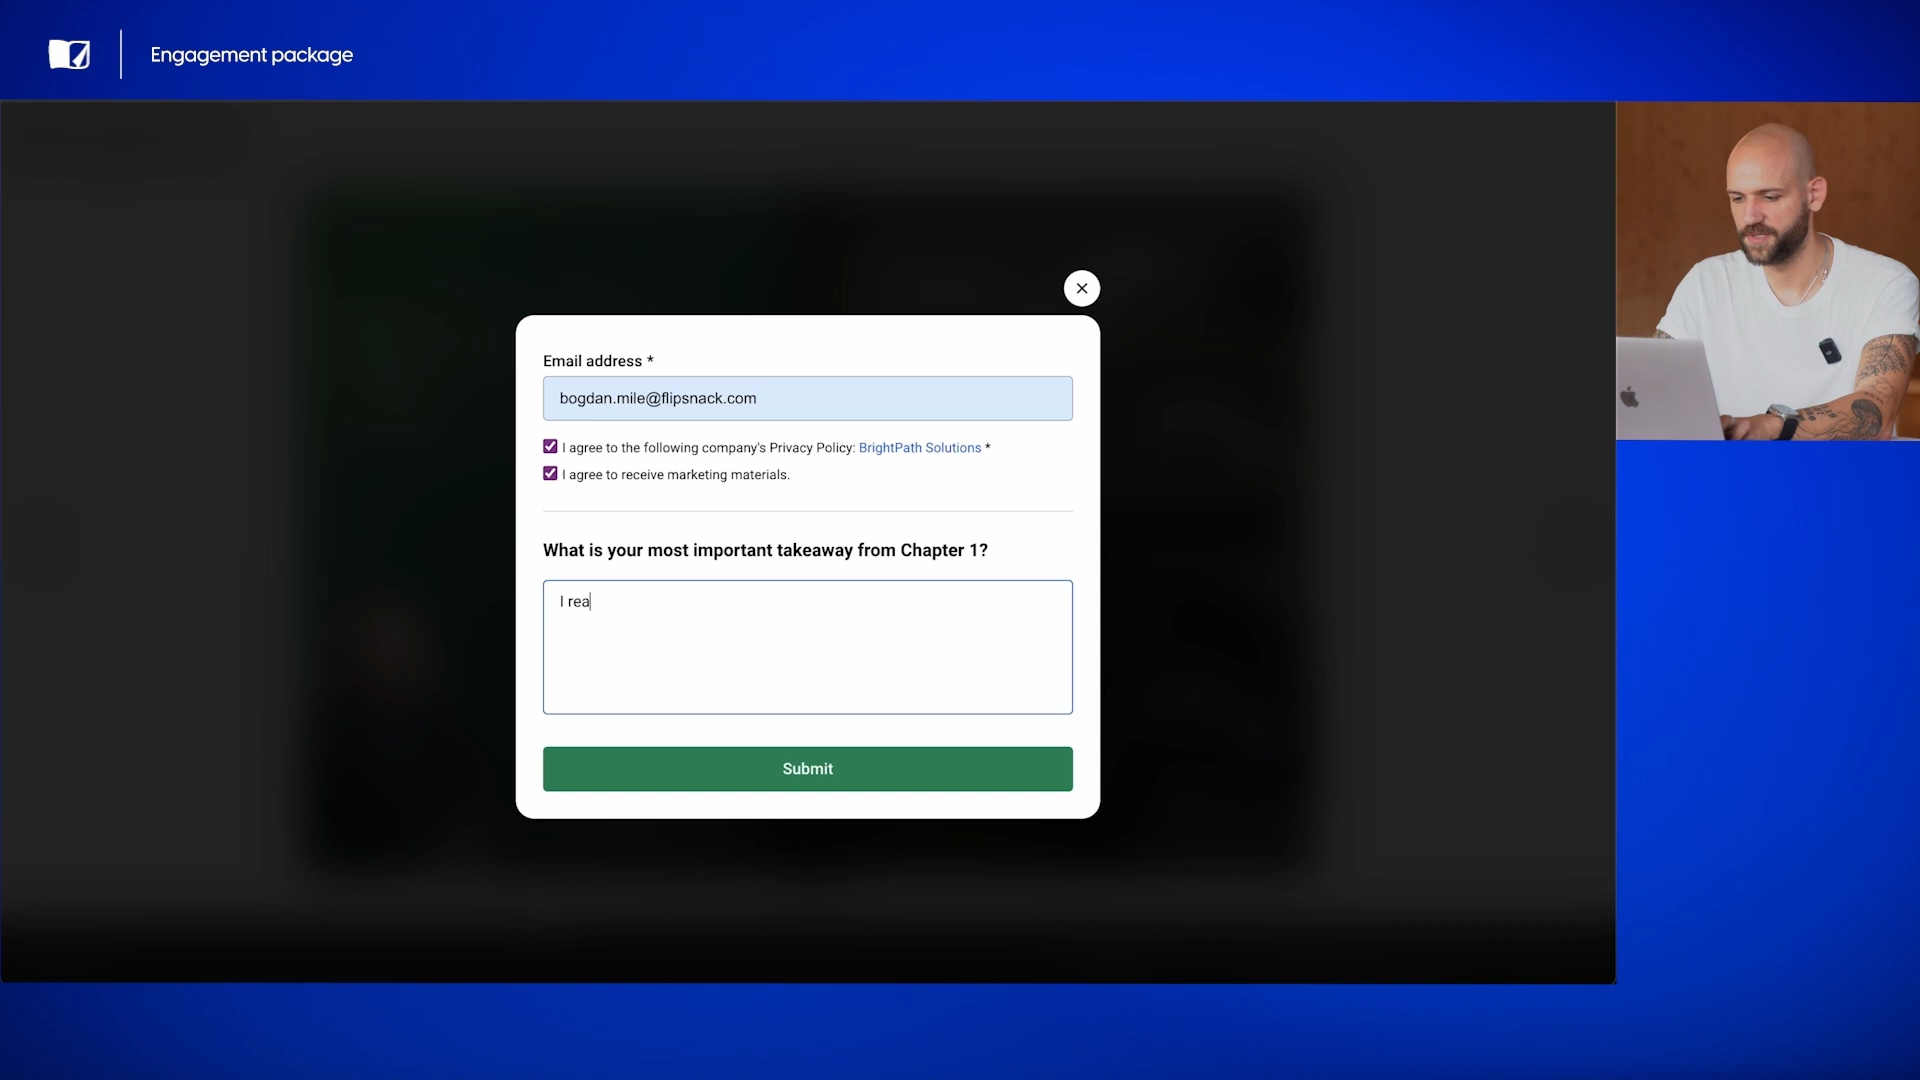 Engagement package
Email address *
bogdan.mile@flipsnack.com
I agree to the following company's Privacy Policy: BrightPath Solutions *
I agree to receive marketing materials.
What is your most important takeaway from Chapter 1?
I rea
Submit